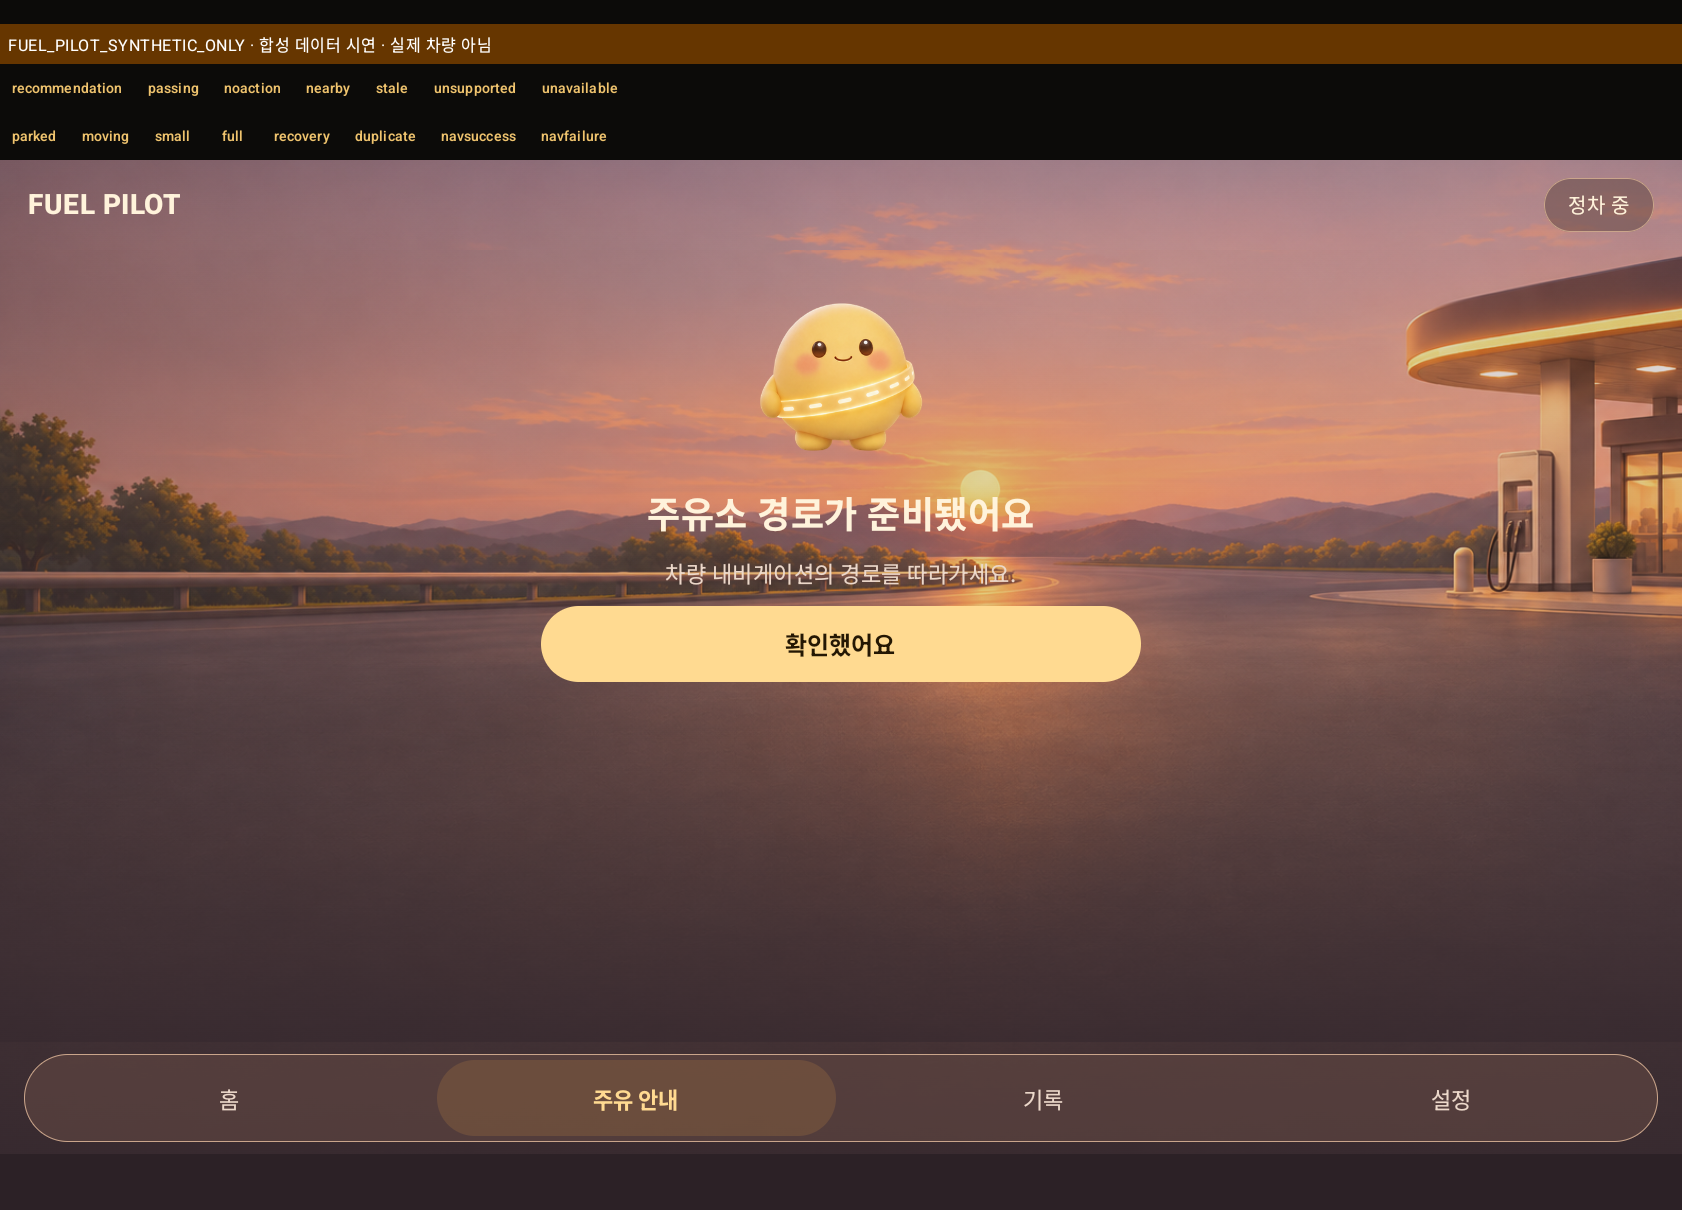 FUEL_PILOT_SYNTHETIC_ONLY · 합성 데이터 시연 · 실제 차량 아님
recommendation passing noaction nearby stale unsupported unavailable
parked moving small full recovery duplicate navsuccess navfailure
FUEL PILOT
정차 중
주유소 경로가 준비됐어요
차량 내비게이션의 경로를 따라가세요.
확인했어요
홈 주유 안내 기록 설정